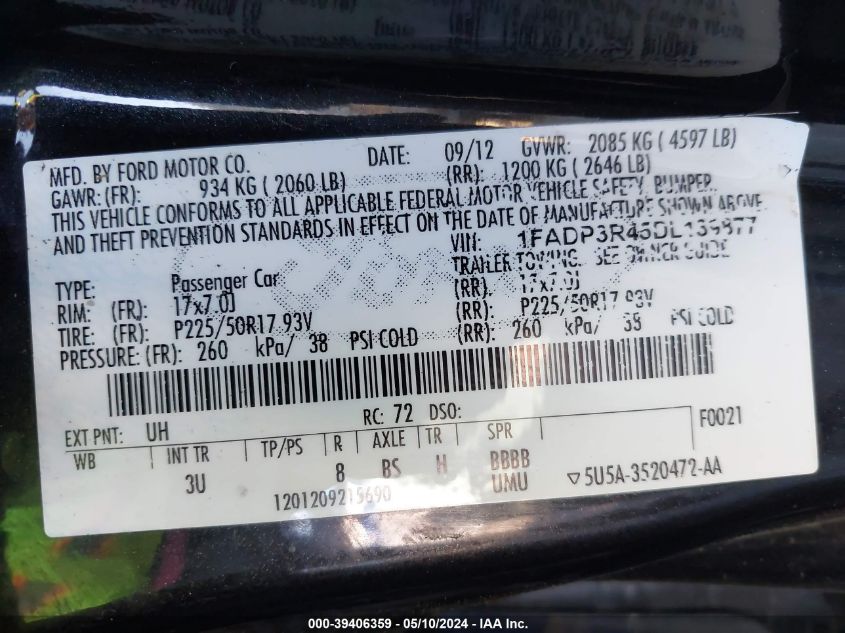 MFD. BY FORD MOTOR CO. DATE: 09/12 GVWR: 2085 KG ( 4597 LB)
GAWR: (FR): 934 KG ( 2060 LB) (RR): 1200 KG ( 2646 LB)
THIS VEHICLE CONFORMS TO ALL APPLICABLE FEDERAL MOTOR VEHICLE SAFETY, BUMPER,
AND THEFT PREVENTION STANDARDS IN EFFECT ON THE DATE OF MANUFACTURE SHOWN ABOVE.
VIN:
TRAILER TOWING: SEE OWNER GUIDE
TYPE: Passenger Car
RIM: (FR): 17x7.0J (RR): 17x7.0J
TIRE: (FR): P225/50R17 93V (RR): P225/50R17 93V
PRESSURE: (FR): 260 kPa/ 38 PSI COLD (RR): 260 kPa/ 38 PSI COLD
RC: 72 DSO:
EXT PNT: UH F0021
WB INT TR TP/PS R AXLE TR SPR
3U 8 BS H BBBB
UMU ▽5U5A-3520472-AA
000-39406359 — 05/10/2024 — IAA Inc.